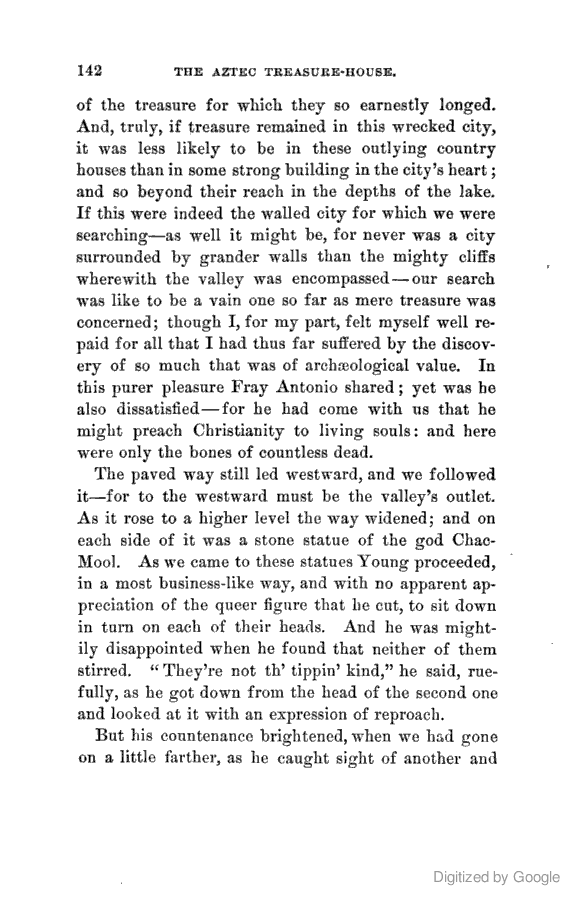 142 THE AZTEC TREASURE-HOUSE.
of the treasure for which they so earnestly longed.
And, truly, if treasure remained in this wrecked city,
it was less likely to be in these outlying country
houses than in some strong building in the city's heart;
and so beyond their reach in the depths of the lake.
If this were indeed the walled city for which we were
searching—as well it might be, for never was a city
surrounded by grander walls than the mighty cliffs
wherewith the valley was encompassed—our search
was like to be a vain one so far as mere treasure was
concerned; though I, for my part, felt myself well re-
paid for all that I had thus far suffered by the discov-
ery of so much that was of archæological value. In
this purer pleasure Fray Antonio shared; yet was he
also dissatisfied—for he had come with us that he
might preach Christianity to living souls: and here
were only the bones of countless dead.
The paved way still led westward, and we followed
it—for to the westward must be the valley's outlet.
As it rose to a higher level the way widened; and on
each side of it was a stone statue of the god Chac-
Mool. As we came to these statues Young proceeded,
in a most business-like way, and with no apparent ap-
preciation of the queer figure that he cut, to sit down
in turn on each of their heads. And he was might-
ily disappointed when he found that neither of them
stirred. "They're not th' tippin' kind," he said, rue-
fully, as he got down from the head of the second one
and looked at it with an expression of reproach.
But his countenance brightened, when we had gone
on a little farther, as he caught sight of another and
Digitized by Google